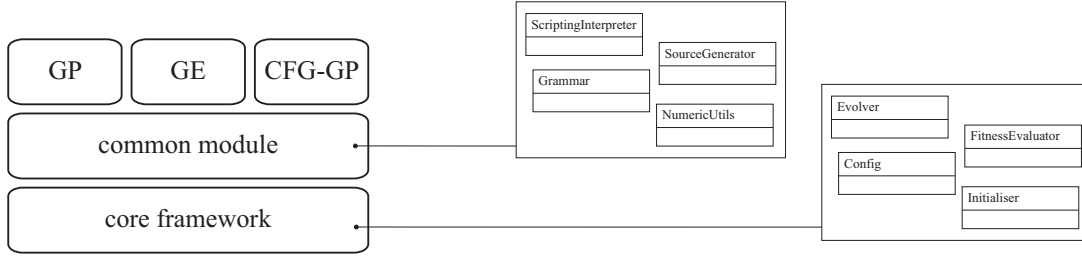 GP
GE
CFG-GP
common module
core framework
ScriptingInterpreter
SourceGenerator
Grammar
NumericUtils
Evolver
FitnessEvaluator
Config
Initialiser